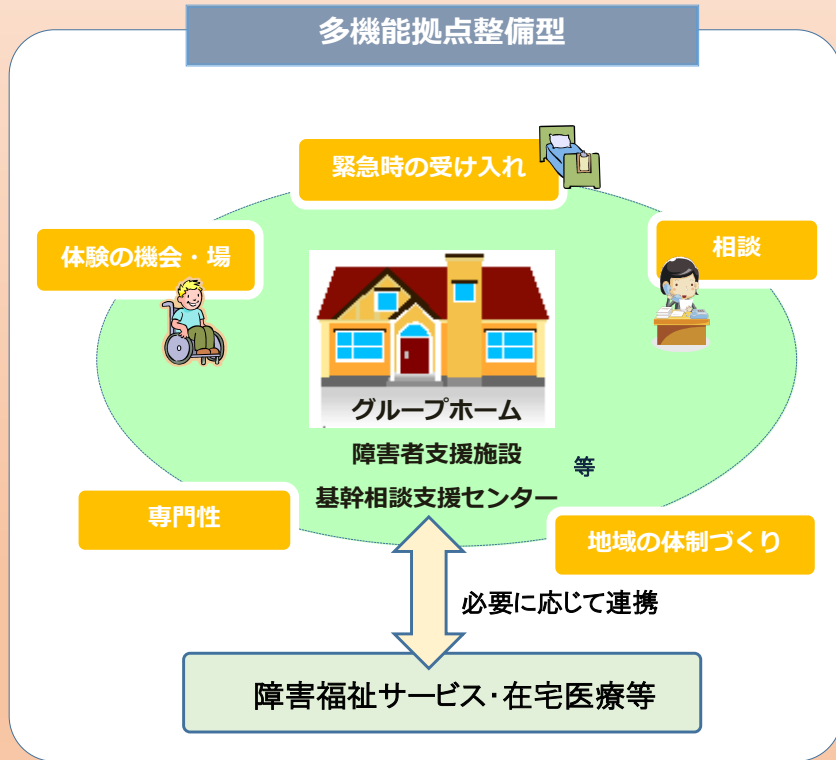 多機能拠点整備型
緊急時の受け入れ
体験の機会・場
相談
グループホーム
障害者支援施設
等
基幹相談支援センター
専門性
地域の体制づくり
必要に応じて連携
障害福祉サービス・在宅医療等